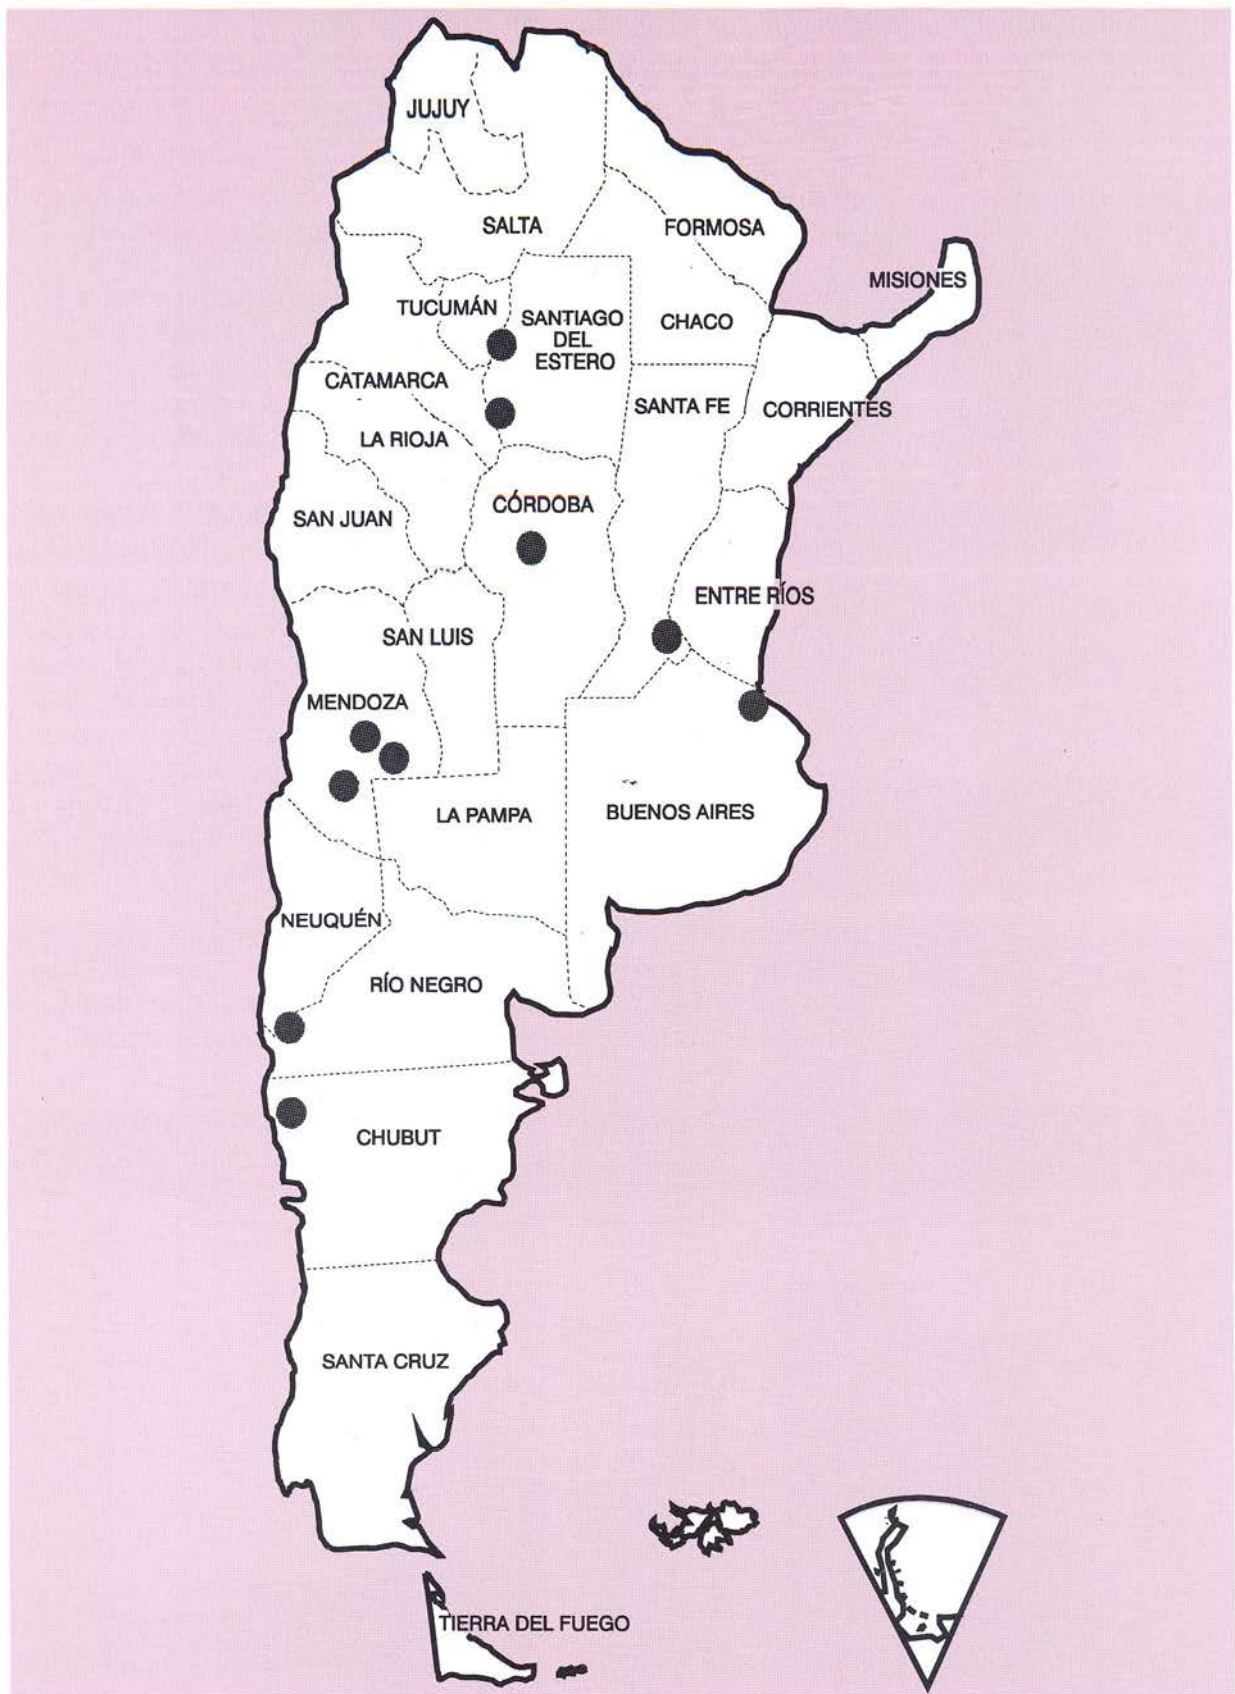 JUJUY
SALTA
FORMOSA
MISIONES
TUCUMÁN
SANTIAGO
DEL
ESTERO
CHACO
CATAMARCA
SANTA FE
CORRIENTES
LA RIOJA
SAN JUAN
CÓRDOBA
ENTRE RÍOS
SAN LUIS
MENDOZA
LA PAMPA
BUENOS AIRES
NEUQUÉN
RÍO NEGRO
CHUBUT
SANTA CRUZ
TIERRA DEL FUEGO